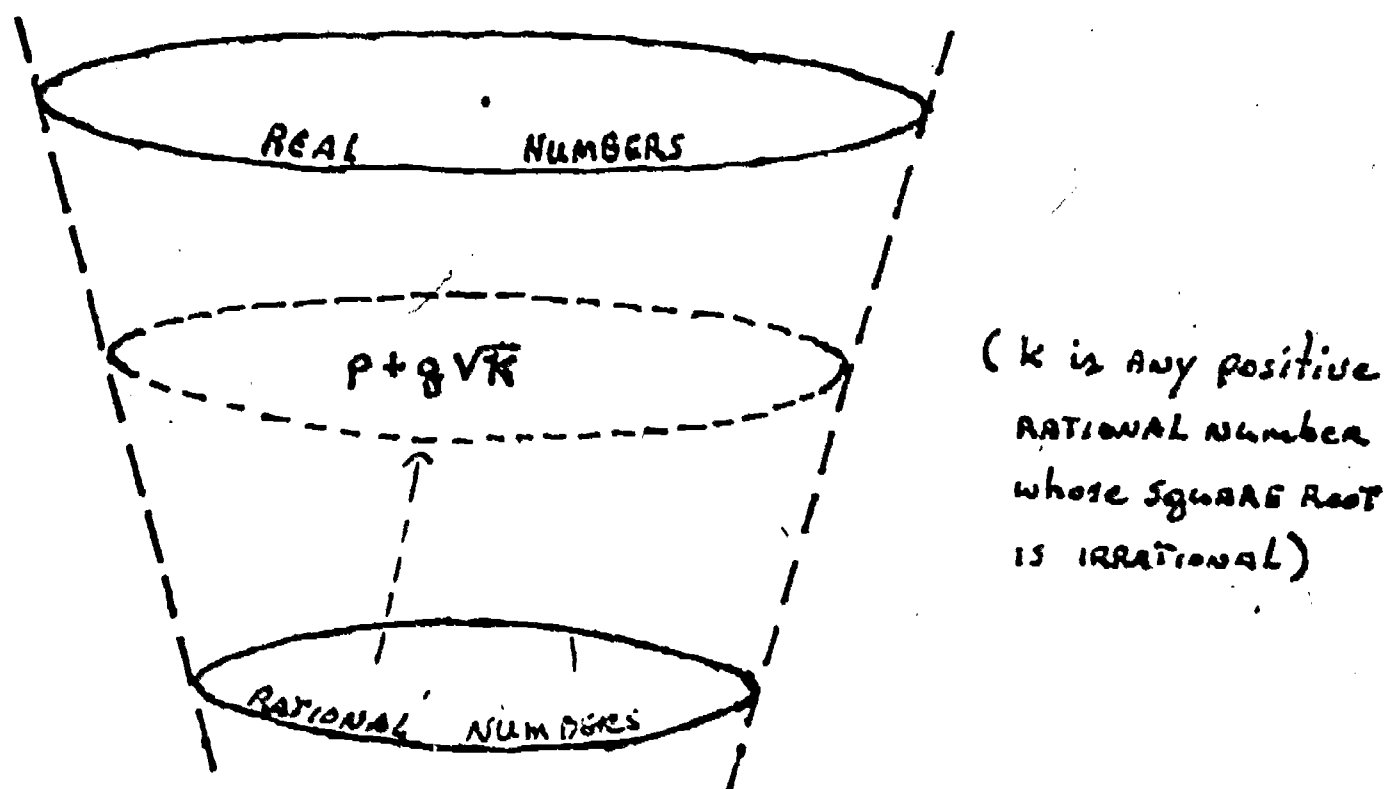 REAL NUMBERS
p + q √k
(k is ANY positive
RATIONAL Number
whose SQUARE ROOT
IS IRRATIONAL)
RATIONAL NUMBERS